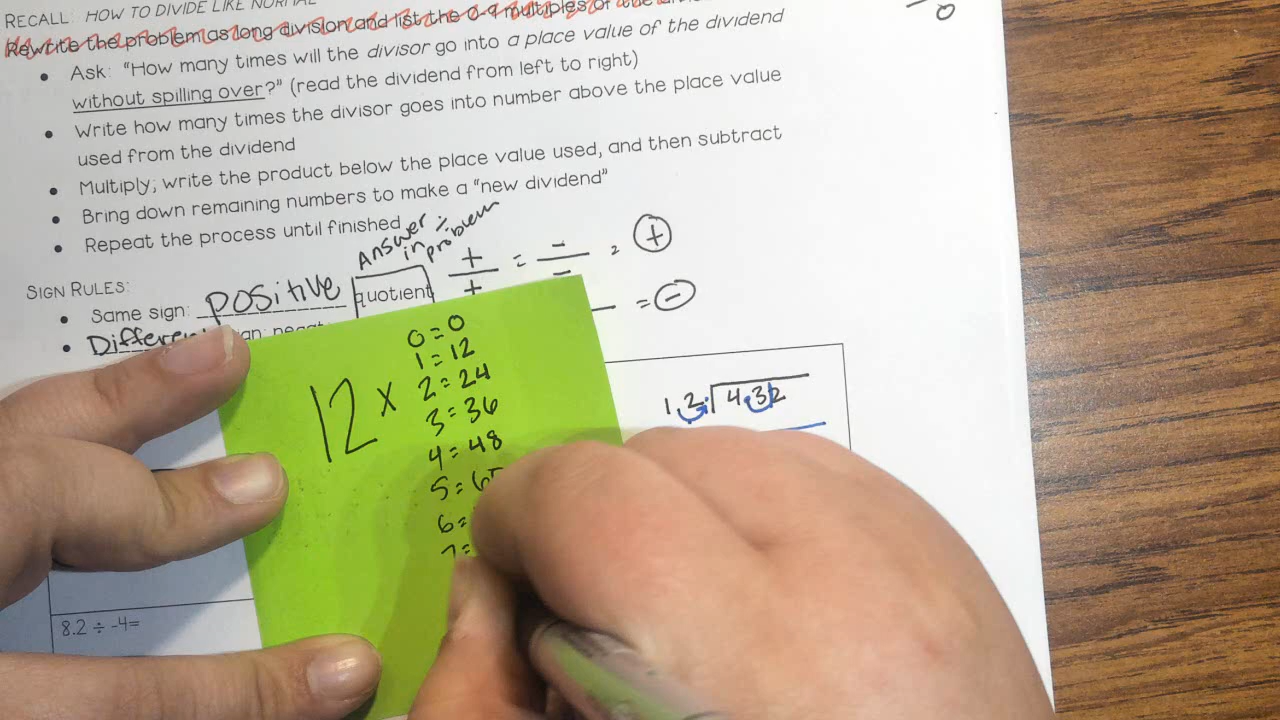 RECALL: HOW TO DIVIDE LIKE NORMAL
Rewrite the problem as long division and list the 0-9 multiples of the
• Ask: "How many times will the divisor go into a place value of the dividend
without spilling over?" (read the dividend from left to right)
• Write how many times the divisor goes into number above the place value
used from the dividend
• Multiply; write the product below the place value used, and then subtract
• Bring down remaining numbers to make a "new dividend"
• Repeat the process until finished
Answer
in ÷ problem
SIGN RULES:
• Same sign: positive quotient
+/+ = -/- = +
• Different sign: negat
= -
0
12 ×
0 = 0
1 = 12
2 = 24
3 = 36
4 = 48
5 = 6
6 =
7 =
1.2 4.32
8.2 ÷ -4=